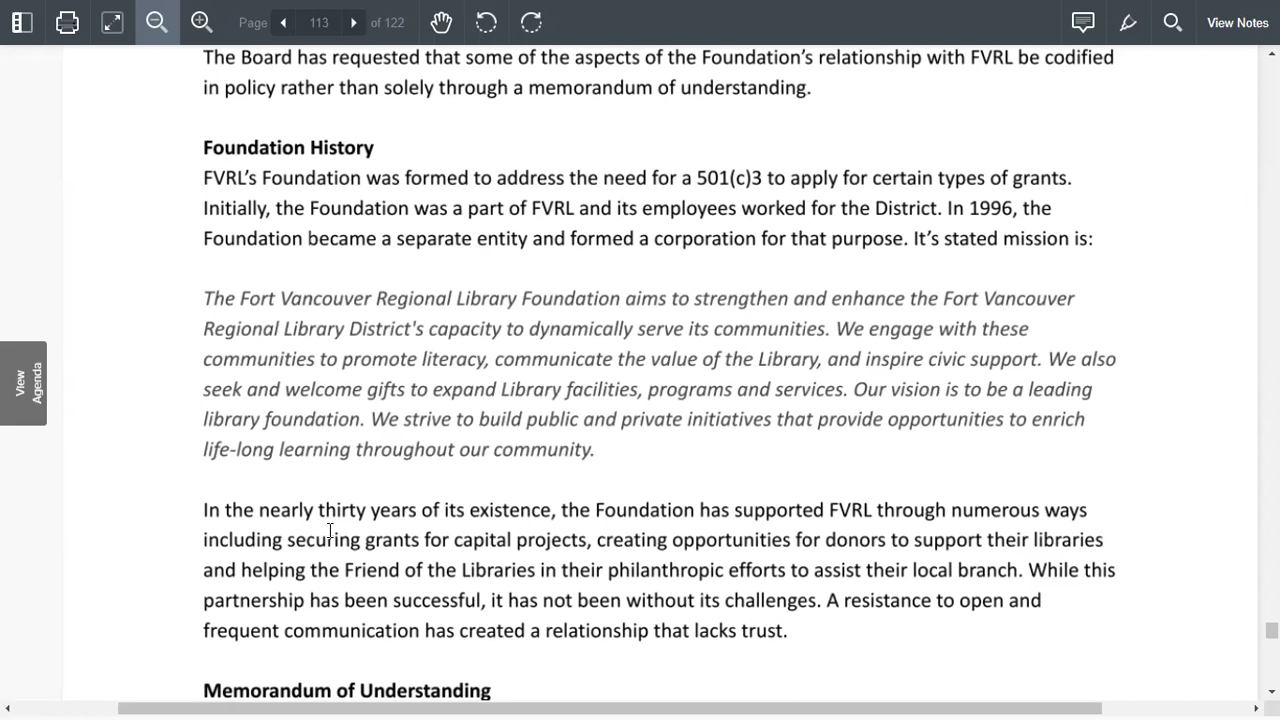 Page 113 of 122 View Notes
The Board has requested that some of the aspects of the Foundation's relationship with FVRL be codified
in policy rather than solely through a memorandum of understanding.
Foundation History
FVRL's Foundation was formed to address the need for a 501(c)3 to apply for certain types of grants.
Initially, the Foundation was a part of FVRL and its employees worked for the District. In 1996, the
Foundation became a separate entity and formed a corporation for that purpose. It's stated mission is:
The Fort Vancouver Regional Library Foundation aims to strengthen and enhance the Fort Vancouver
Regional Library District's capacity to dynamically serve its communities. We engage with these
communities to promote literacy, communicate the value of the Library, and inspire civic support. We also
seek and welcome gifts to expand Library facilities, programs and services. Our vision is to be a leading
library foundation. We strive to build public and private initiatives that provide opportunities to enrich
life-long learning throughout our community.
In the nearly thirty years of its existence, the Foundation has supported FVRL through numerous ways
including securing grants for capital projects, creating opportunities for donors to support their libraries
and helping the Friend of the Libraries in their philanthropic efforts to assist their local branch. While this
partnership has been successful, it has not been without its challenges. A resistance to open and
frequent communication has created a relationship that lacks trust.
Memorandum of Understanding
View
Agenda